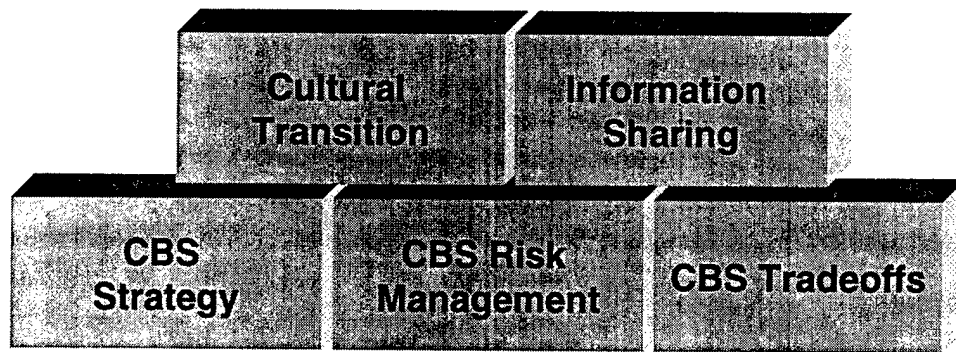 Cultural
Transition
Information
Sharing
CBS
Strategy
CBS Risk
Management
CBS Tradeoffs